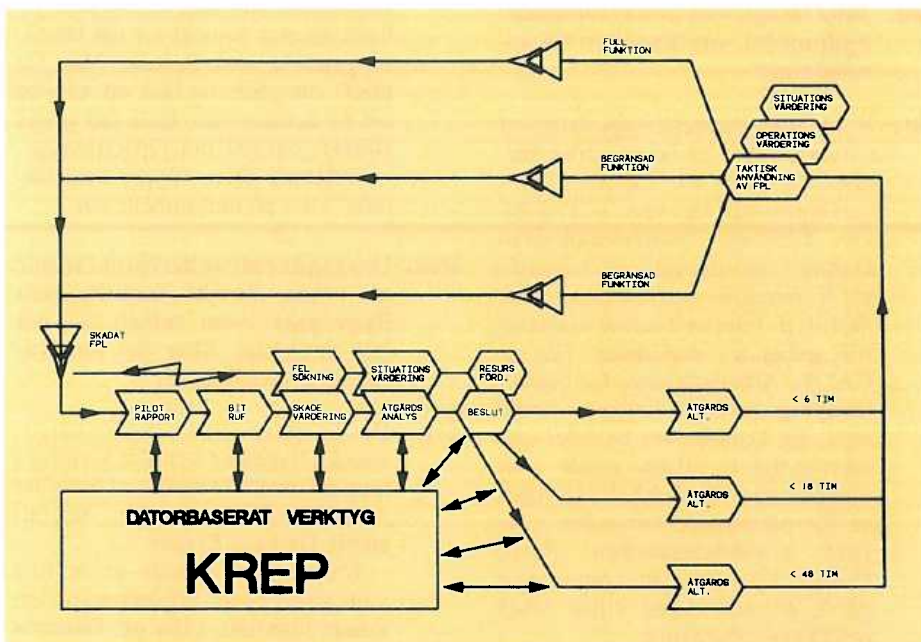 FULL
FUNKTION
SITUATIONS
VÄRDERING
OPERATIONS
VÄRDERING
TAKTISK
ANVÄNDNING
AV FPL
BEGRÄNSAD
FUNKTION
BEGRÄNSAD
FUNKTION
SKADAT
FPL
FEL
SÖKNING
SITUATIONS
VÄRDERING
RESURS
FÖRD.
PILOT
RAPPORT
BIT
RUF
SKADE
VÄRDERING
ÅTGÄRDS
ANALYS
BESLUT
ÅTGÄRDS
ALT.
< 6 TIM
ÅTGÄRDS
ALT.
< 18 TIM
ÅTGÄRDS
ALT.
< 48 TIM
DATORBASERAT VERKTYG
KREP